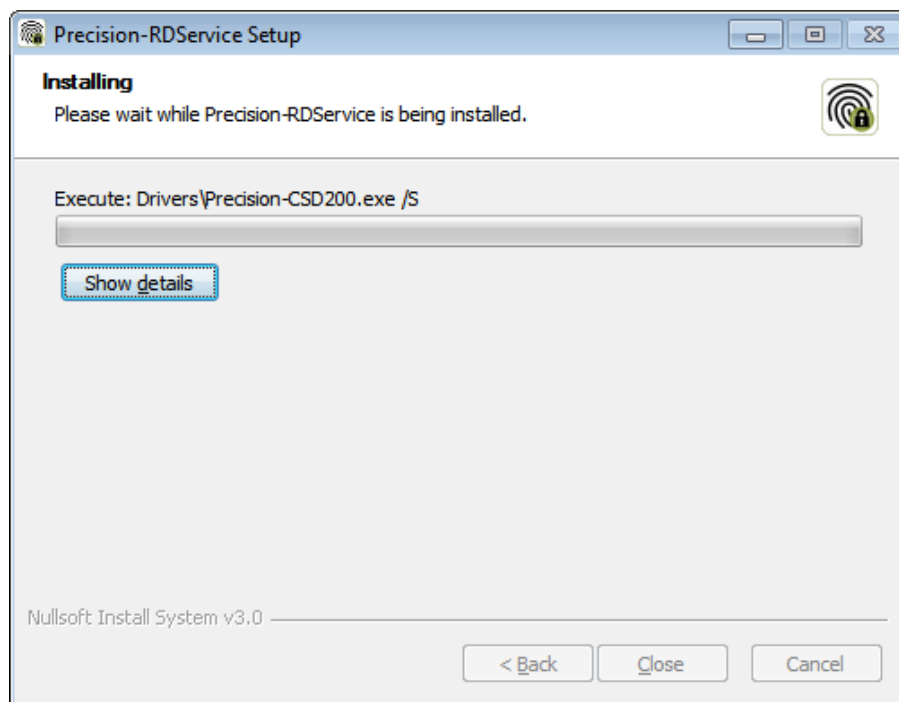 Precision-RDService Setup
Installing
Please wait while Precision-RDService is being installed.
Execute: Drivers\Precision-CSD200.exe /S
Show details
Nullsoft Install System v3.0
< Back Close Cancel